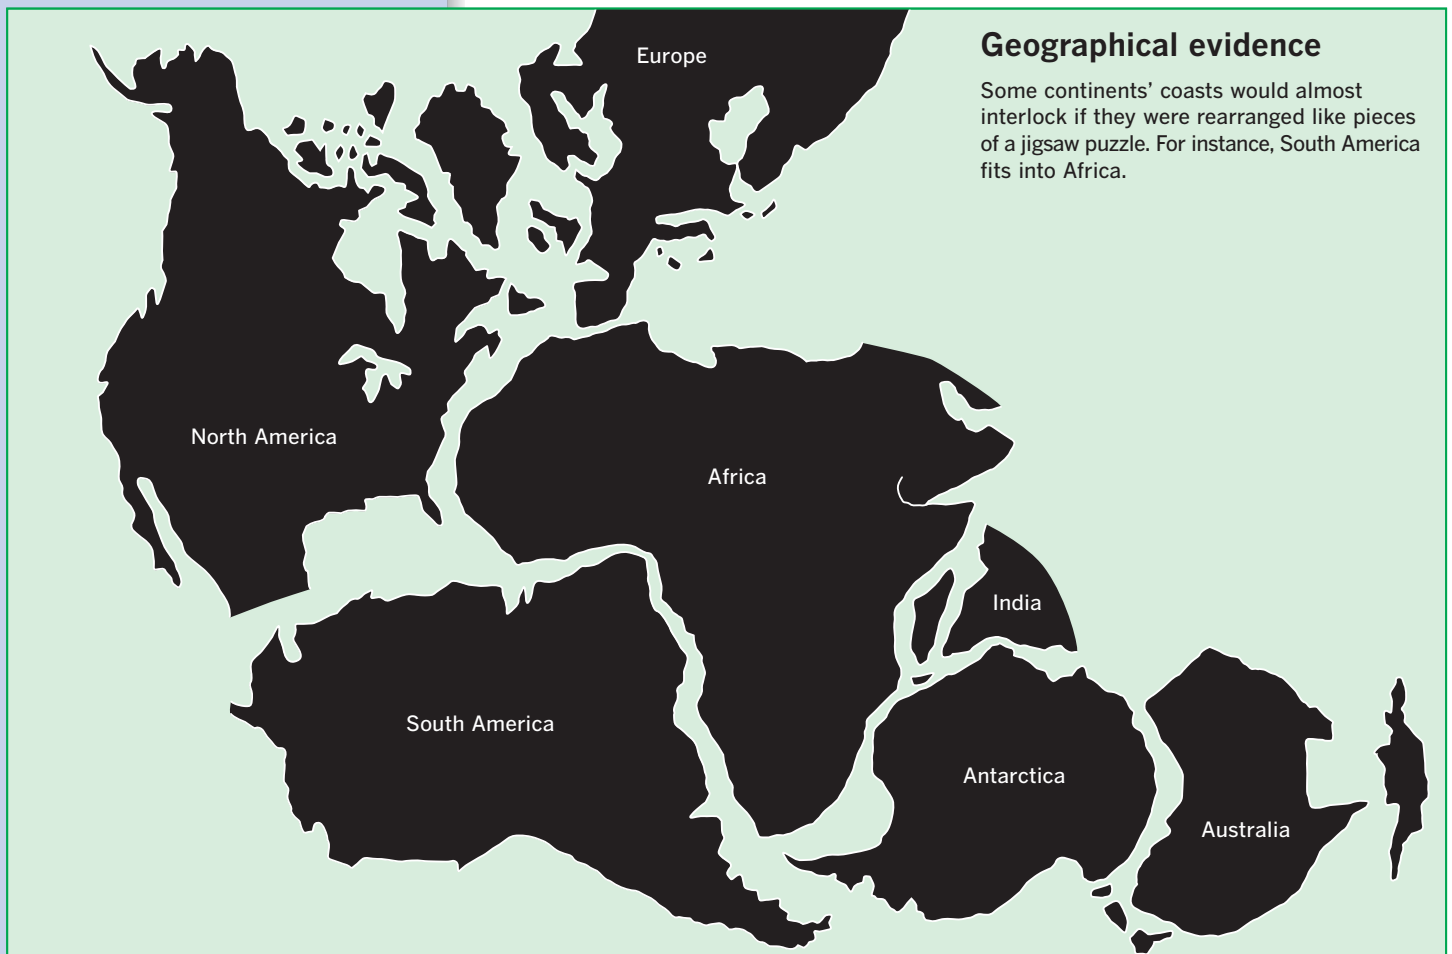 Geographical evidence
Some continents’ coasts would almost
interlock if they were rearranged like pieces
of a jigsaw puzzle. For instance, South America
fits into Africa.
Europe
North America
Africa
India
South America
Antarctica
Australia